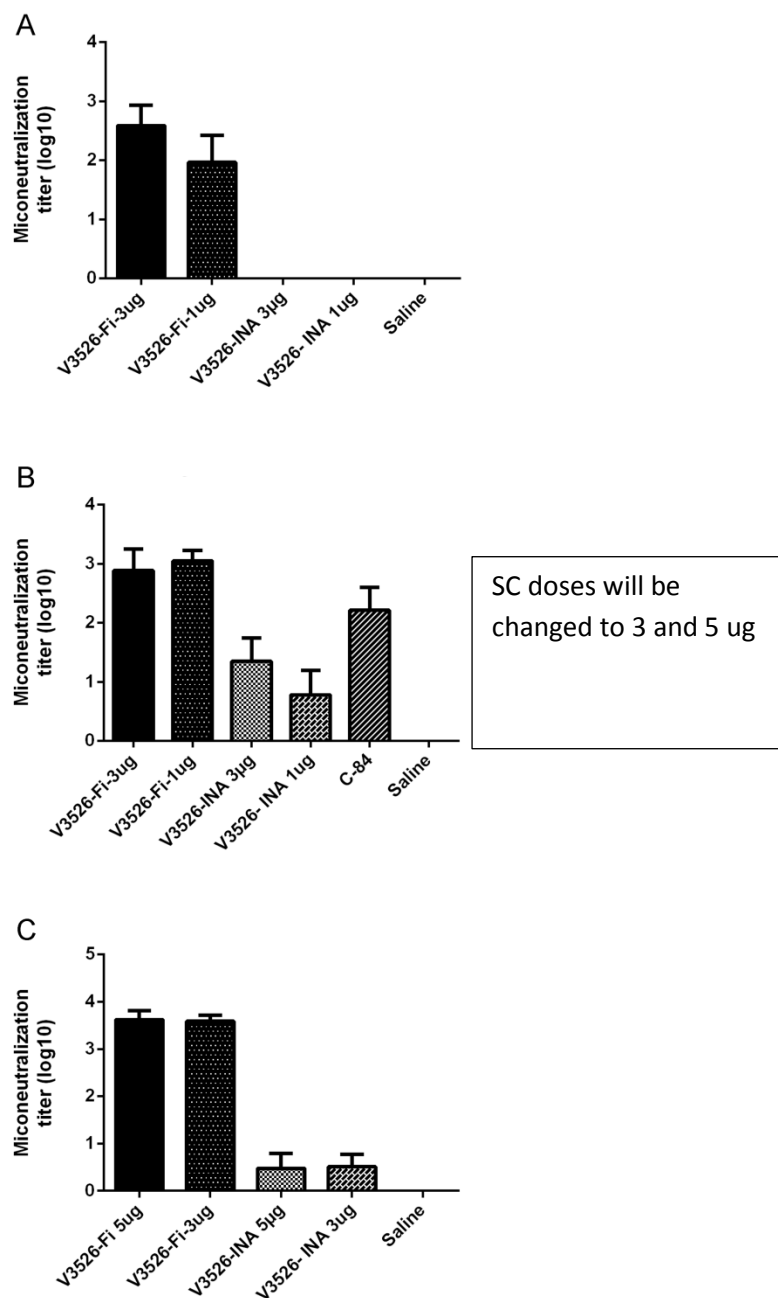 A
Miconeutralization
titer (log10)
4
3
2
1
0
V3526-Fi-3ug
V3526-Fi-1ug
V3526-INA 3µg
V3526- INA 1ug
Saline
B
Miconeutralization
titer (log10)
4
3
2
1
0
V3526-Fi-3ug
V3526-Fi-1ug
V3526-INA 3µg
V3526- INA 1ug
C-84
Saline
SC doses will be
changed to 3 and 5 ug
C
Miconeutralization
titer (log10)
5
4
3
2
1
0
V3526-Fi 5ug
V3526-Fi-3ug
V3526-INA 5µg
V3526- INA 3ug
Saline